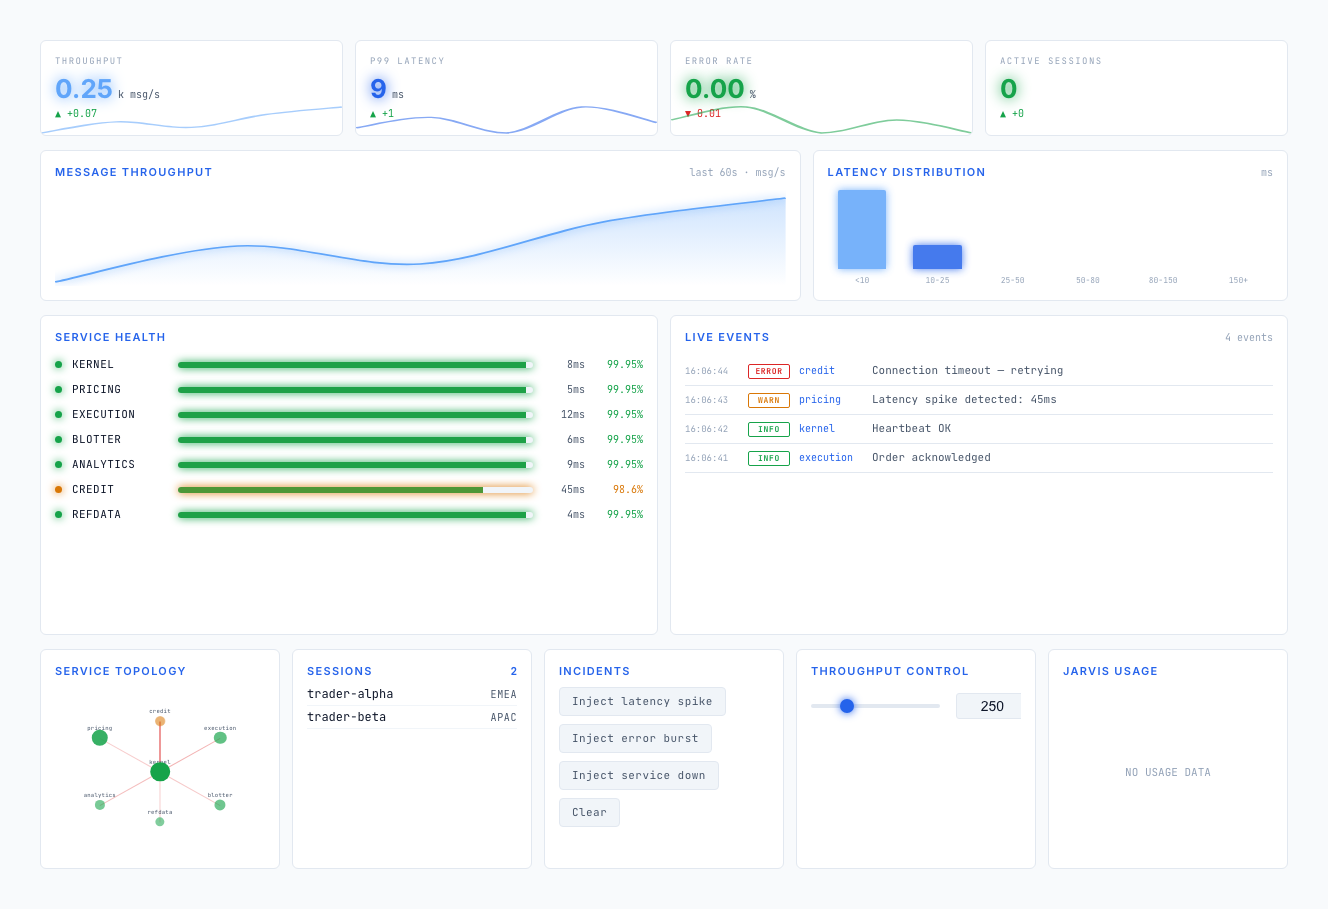 THROUGHPUT
0.25 k msg/s
▲ +0.07
P99 LATENCY
9 ms
▲ +1
ERROR RATE
0.00 %
▼ 0.01
ACTIVE SESSIONS
0
▲ +0
MESSAGE THROUGHPUT
last 60s · msg/s
LATENCY DISTRIBUTION
ms
<10 10-25 25-50 50-80 80-150 150+
SERVICE HEALTH
KERNEL 8ms 99.95%
PRICING 5ms 99.95%
EXECUTION 12ms 99.95%
BLOTTER 6ms 99.95%
ANALYTICS 9ms 99.95%
CREDIT 45ms 98.6%
REFDATA 4ms 99.95%
LIVE EVENTS
4 events
16:06:44 ERROR credit Connection timeout — retrying
16:06:43 WARN pricing Latency spike detected: 45ms
16:06:42 INFO kernel Heartbeat OK
16:06:41 INFO execution Order acknowledged
SERVICE TOPOLOGY
credit
pricing
execution
kernel
analytics
blotter
refdata
SESSIONS 2
trader-alpha EMEA
trader-beta APAC
INCIDENTS
Inject latency spike
Inject error burst
Inject service down
Clear
THROUGHPUT CONTROL
250
JARVIS USAGE
NO USAGE DATA